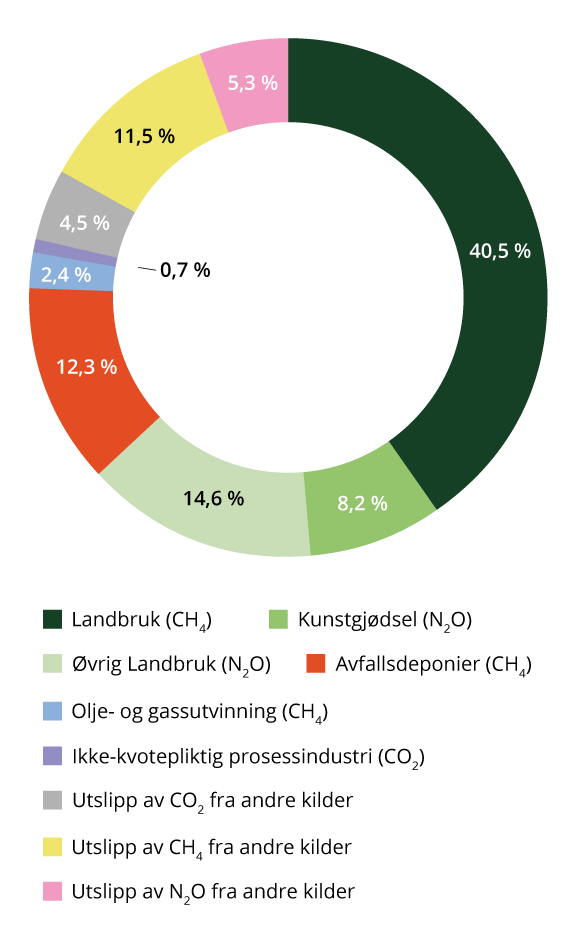 5,3 %
11,5 %
40,5 %
4,5 %
0,7 %
2,4 %
12,3 %
14,6 %
8,2 %
Landbruk (CH₄) Kunstgjødsel (N₂O)
Øvrig Landbruk (N₂O) Avfallsdeponier (CH₄)
Olje- og gassutvinning (CH₄)
Ikke-kvotepliktig prosessindustri (CO₂)
Utslipp av CO₂ fra andre kilder
Utslipp av CH₄ fra andre kilder
Utslipp av N₂O fra andre kilder